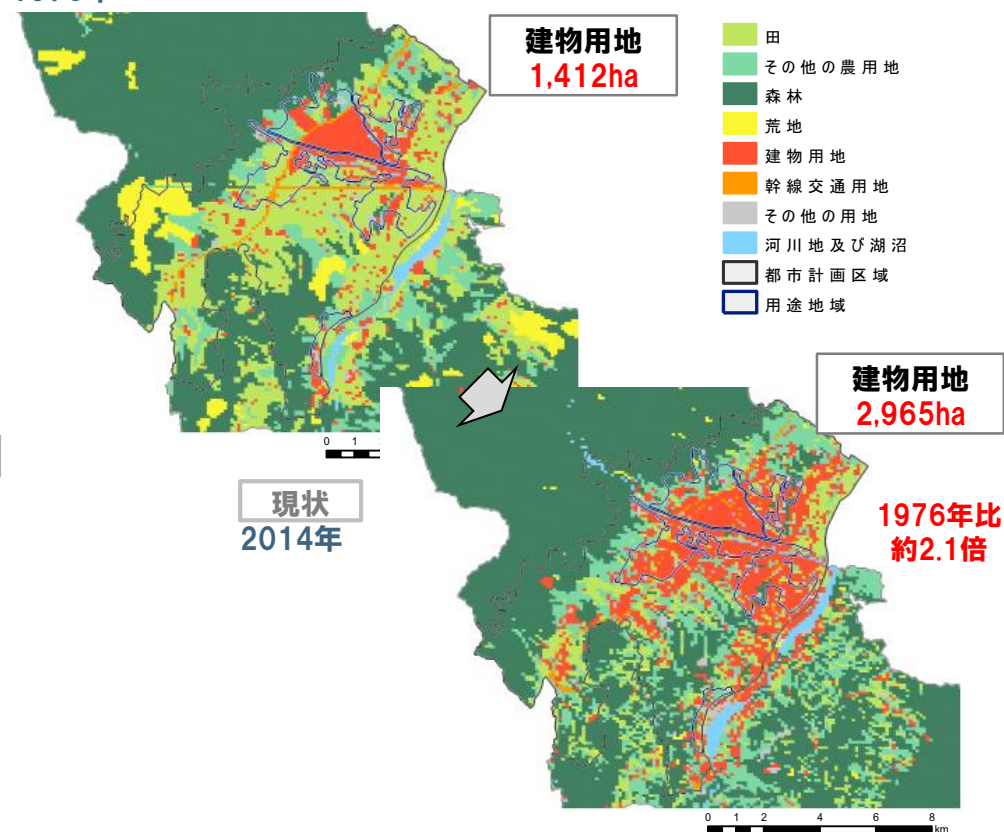 建物用地
1,412ha
田
その他の農用地
森林
荒地
建物用地
幹線交通用地
その他の用地
河川地及び湖沼
都市計画区域
用途地域
建物用地
2,965ha
0 1
現状
2014年
1976年比
約2.1倍
0 1 2 4 6 8
km